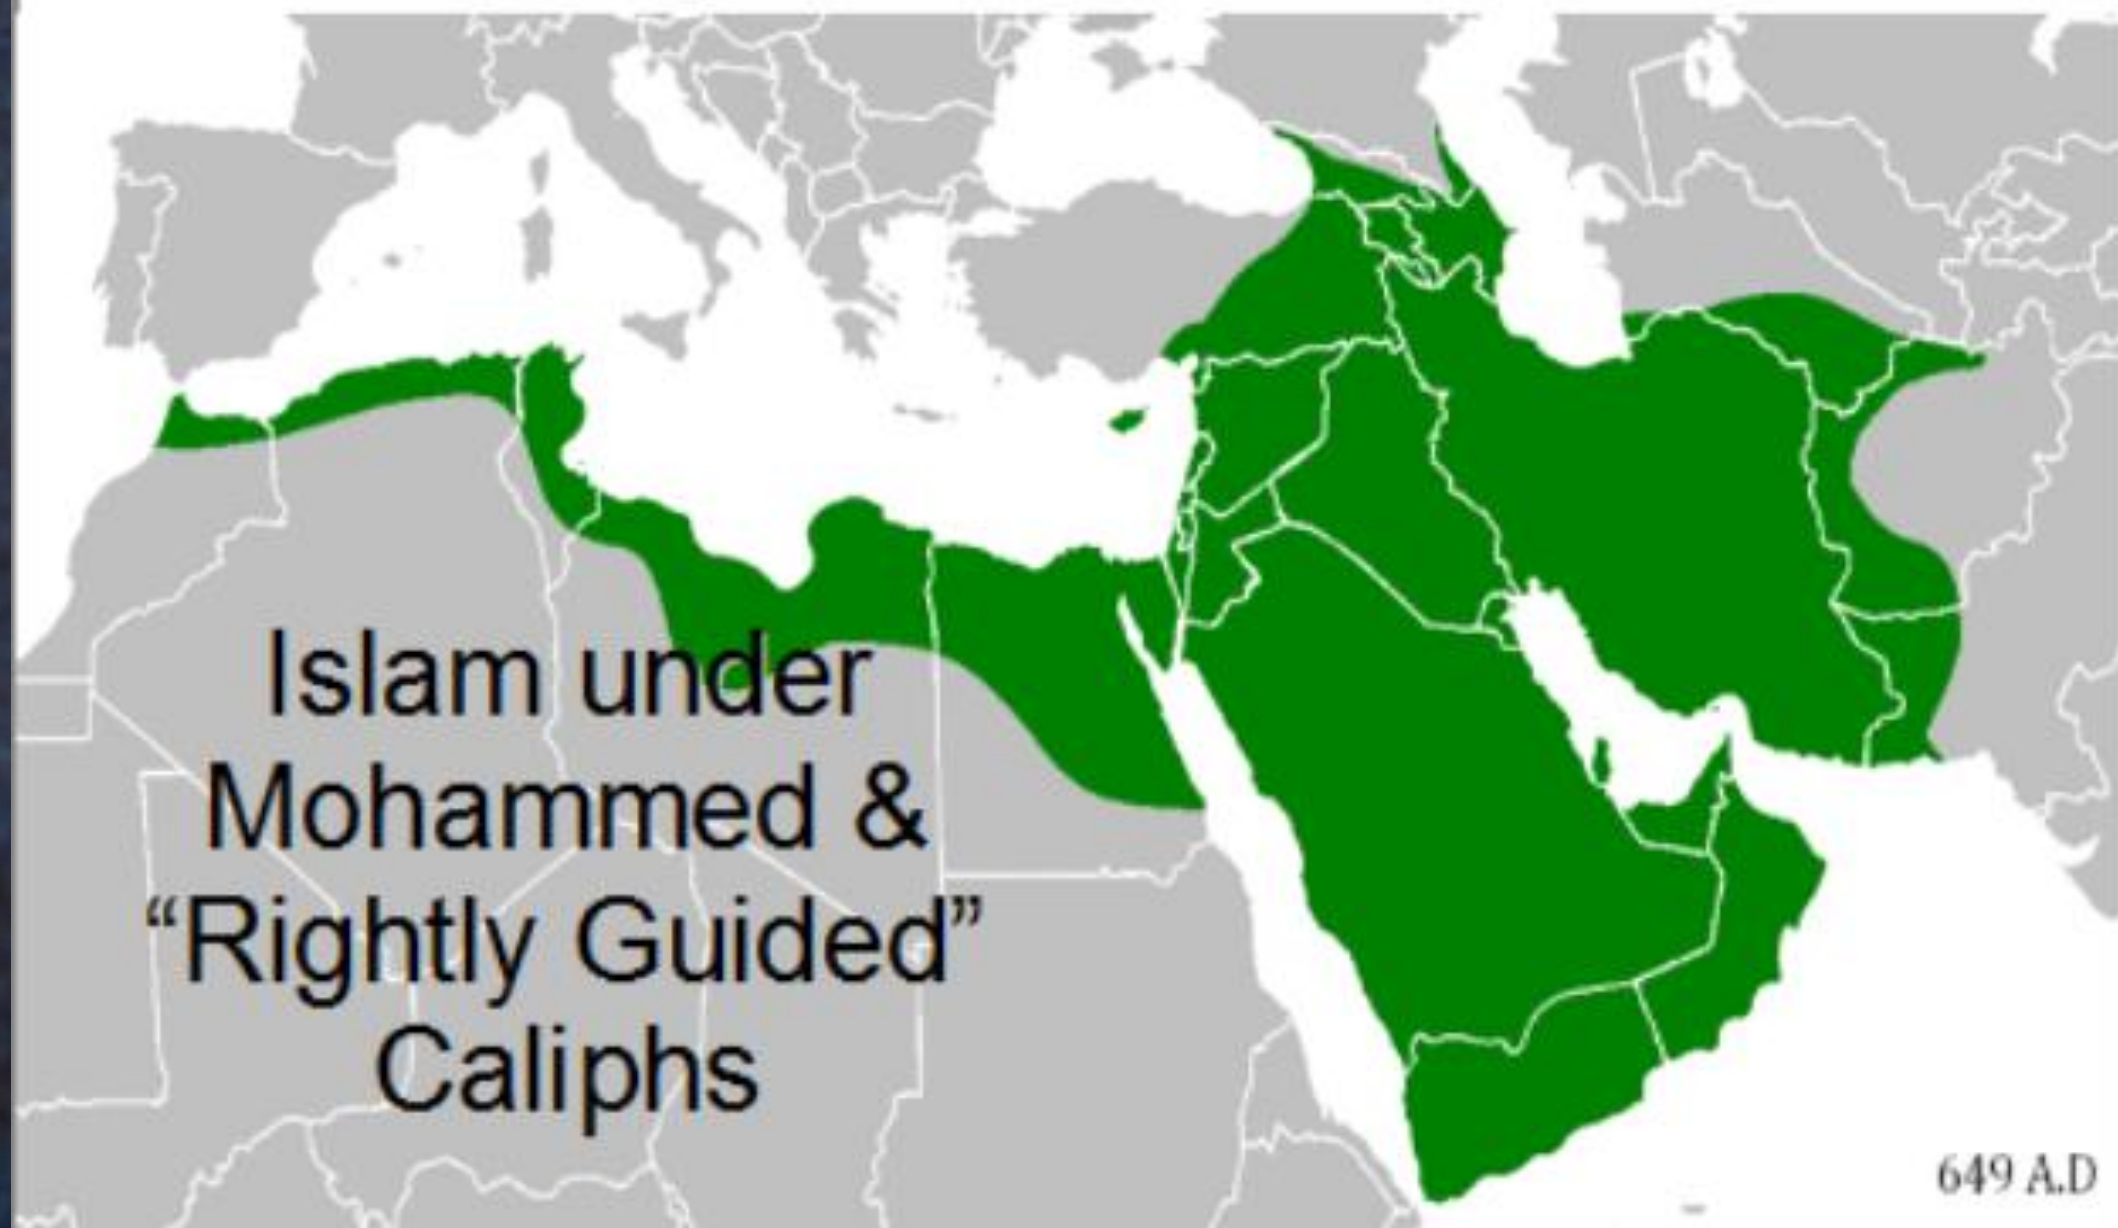 Islam under
Mohammed &
“Rightly Guided”
Caliphs
649 A.D